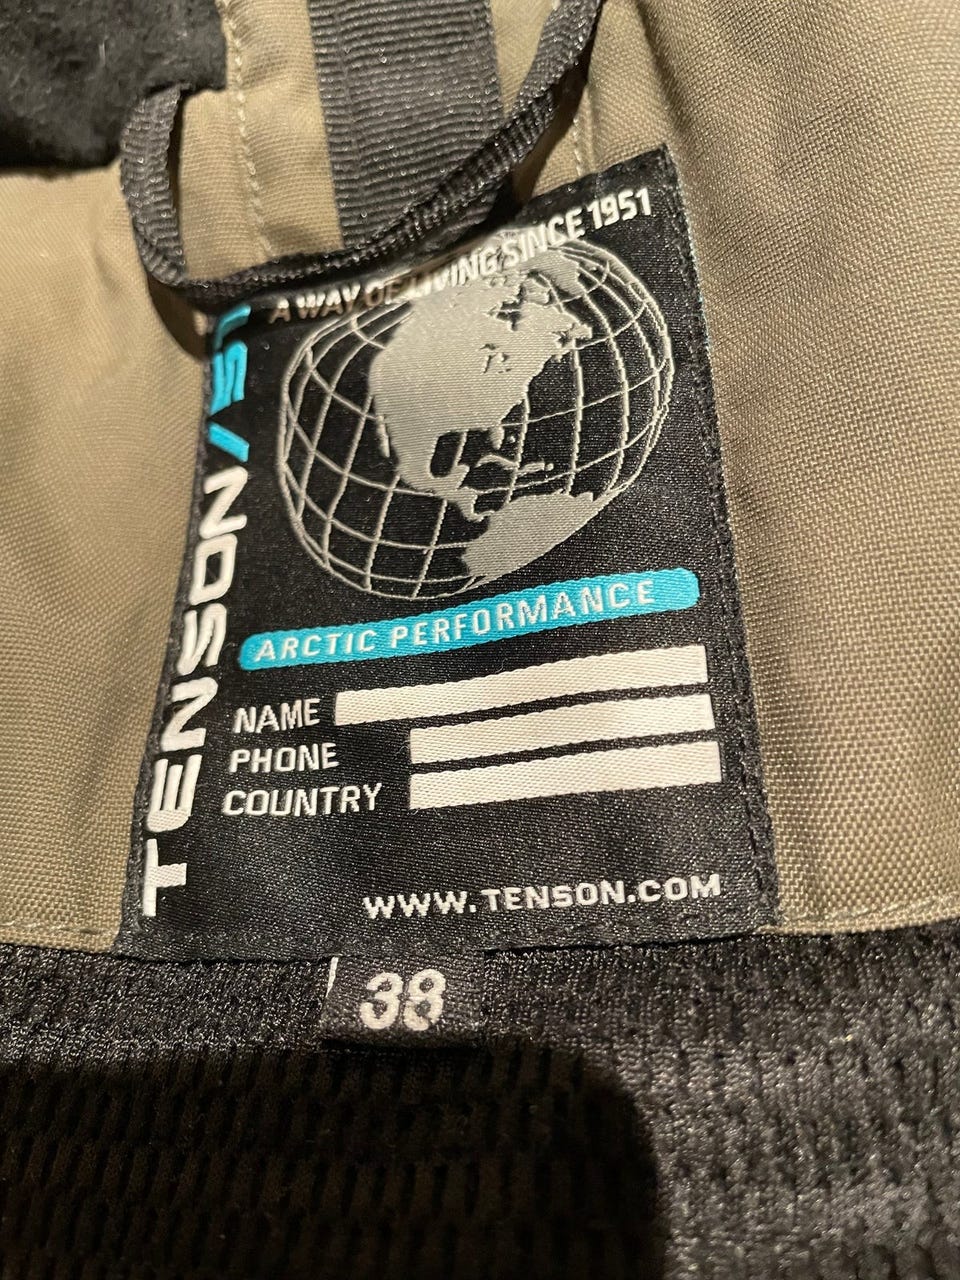 A WAY OF LIVING SINCE 1951
TENSON/51
ARCTIC PERFORMANCE
NAME
PHONE
COUNTRY
WWW.TENSON.COM
38